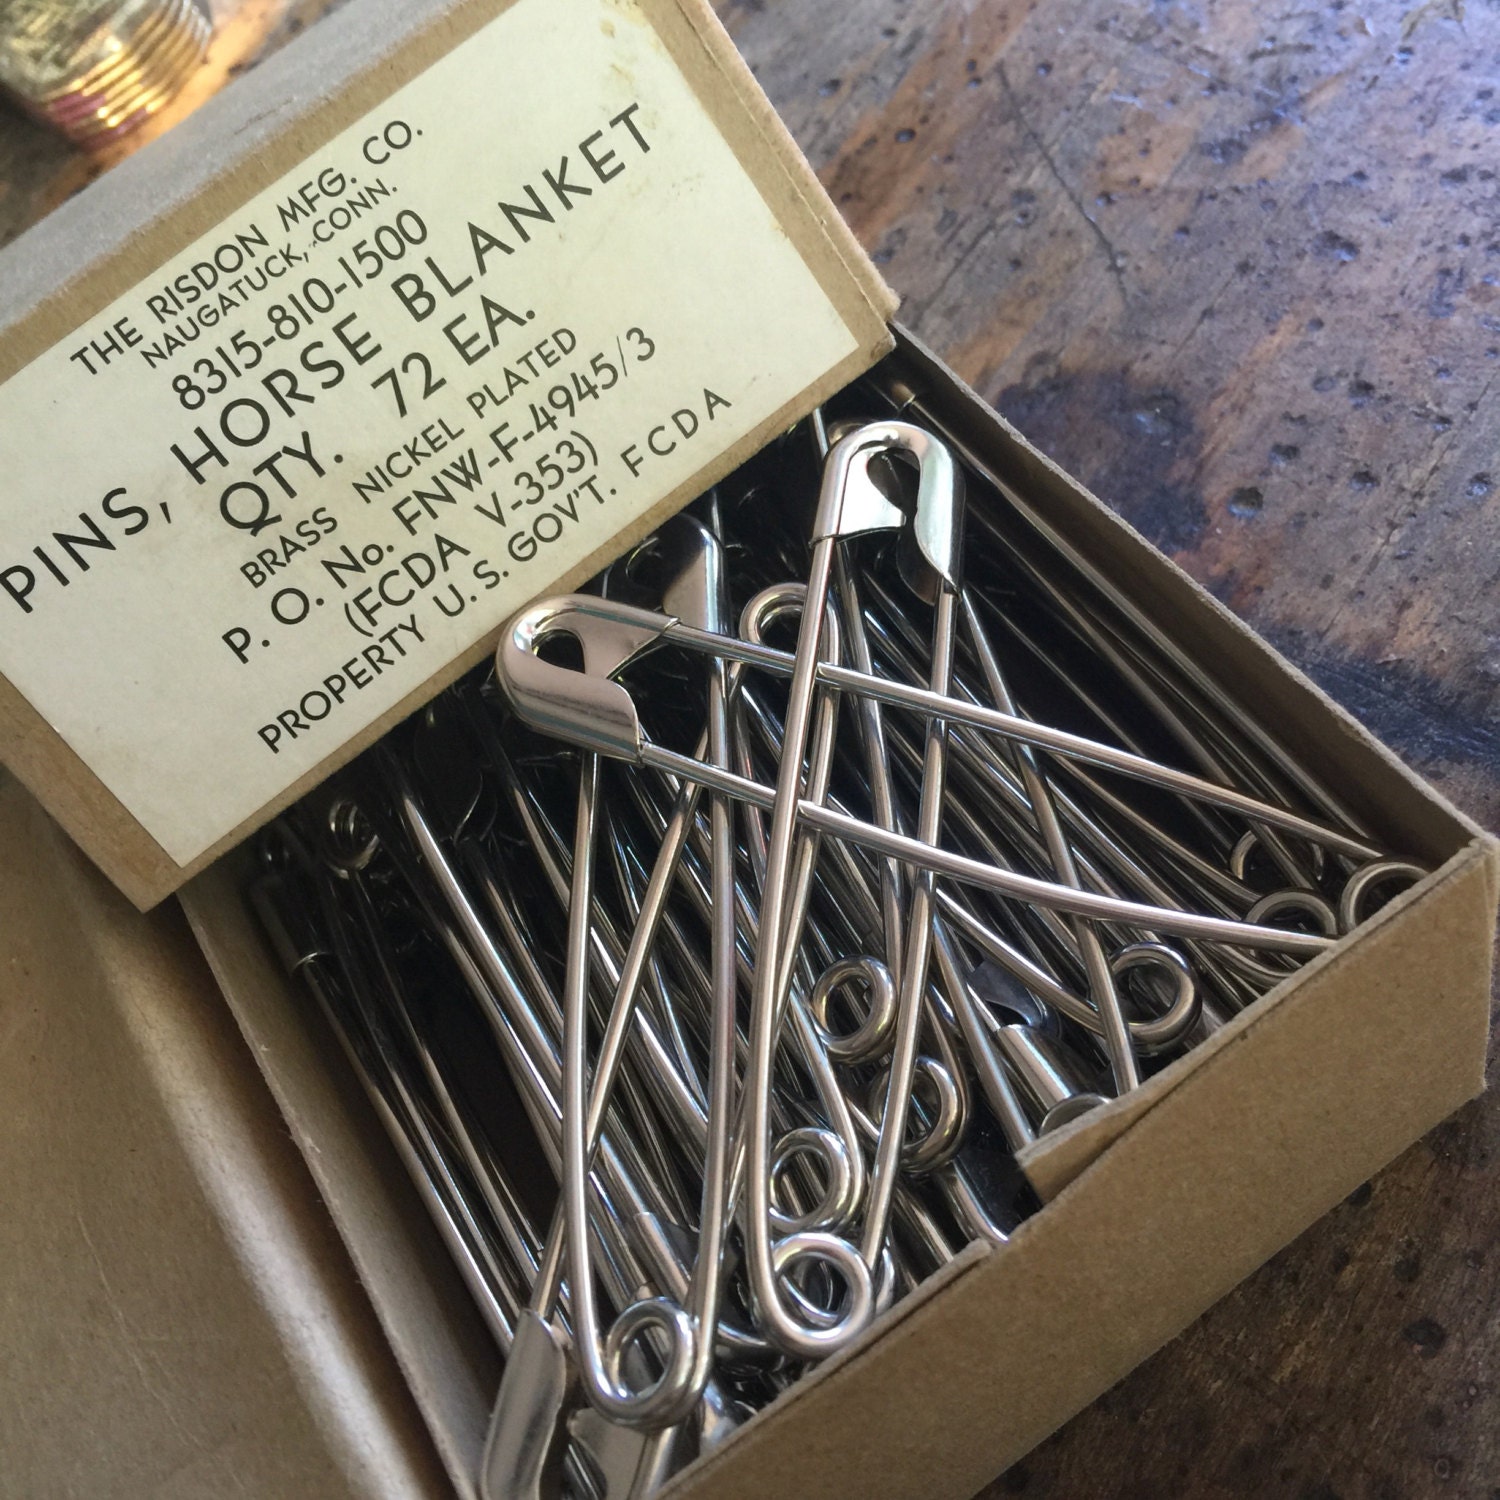 THE RISDON MFG. CO.
NAUGATUCK, CONN.
8315-810-1500
PINS, HORSE BLANKET
QTY. 72 EA.
BRASS NICKEL PLATED
P. O. No. FNW-F-4945/3
(FCDA V-353)
PROPERTY U. S. GOV'T. FCDA